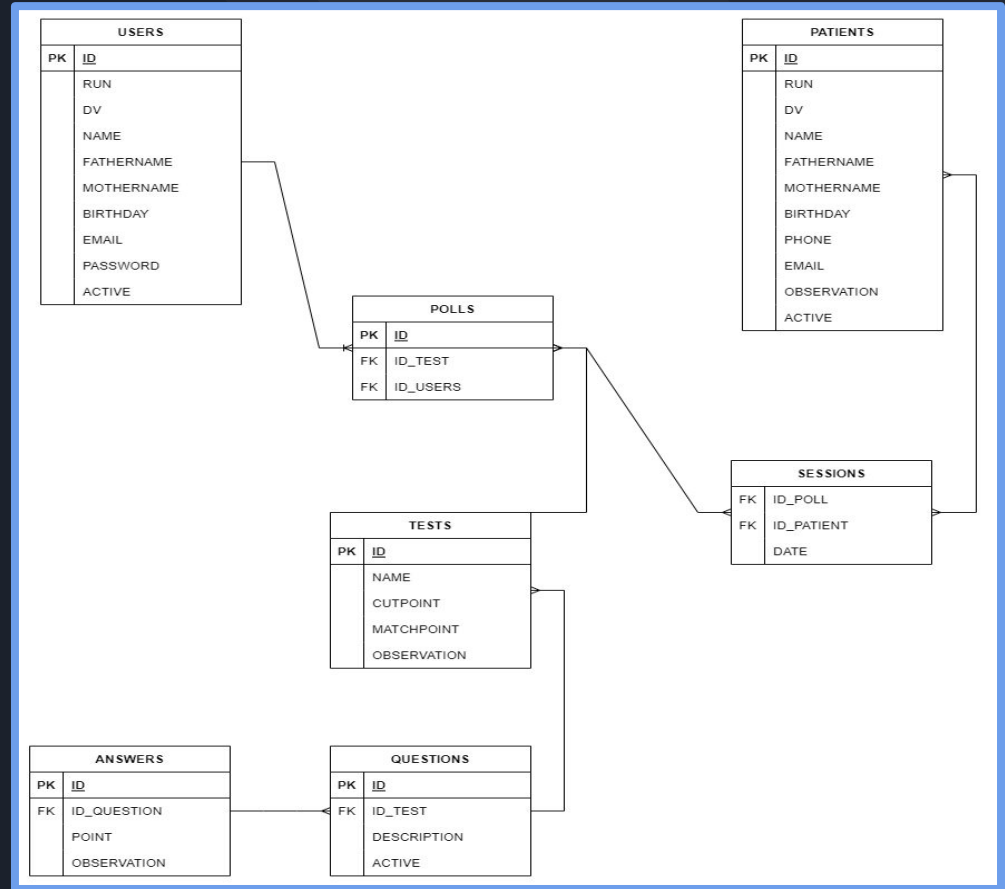 USERS
PK ID
RUN
DV
NAME
FATHERNAME
MOTHERNAME
BIRTHDAY
EMAIL
PASSWORD
ACTIVE
PATIENTS
PK ID
RUN
DV
NAME
FATHERNAME
MOTHERNAME
BIRTHDAY
PHONE
EMAIL
OBSERVATION
ACTIVE
POLLS
PK ID
FK ID_TEST
FK ID_USERS
SESSIONS
FK ID_POLL
FK ID_PATIENT
DATE
TESTS
PK ID
NAME
CUTPOINT
MATCHPOINT
OBSERVATION
ANSWERS
PK ID
FK ID_QUESTION
POINT
OBSERVATION
QUESTIONS
PK ID
FK ID_TEST
DESCRIPTION
ACTIVE